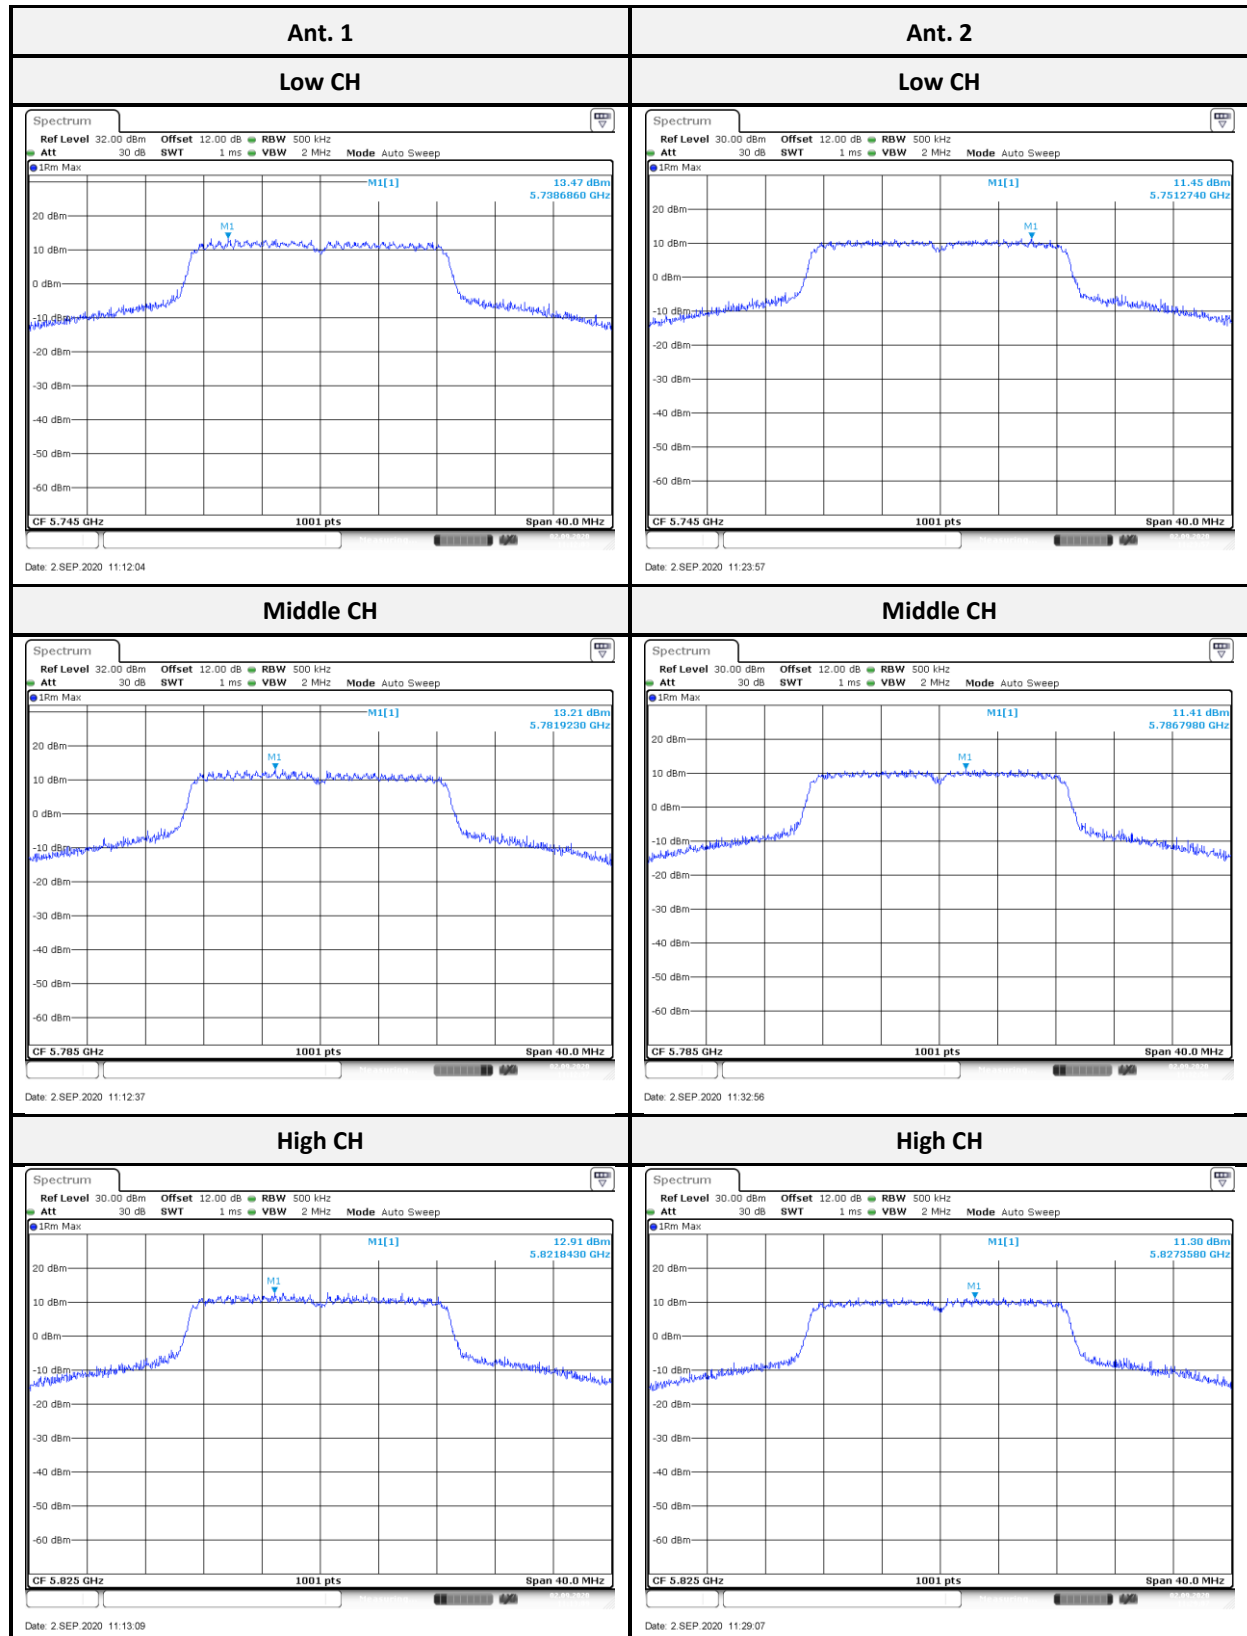 Ant. 1
Ant. 2
Low CH
Low CH
Spectrum
Ref Level 32.00 dBm Offset 12.00 dB RBW 500 kHz
Att 30 dB SWT 1 ms VBW 2 MHz Mode Auto Sweep
1Rm Max
M1[1] 13.47 dBm
5.7386860 GHz
20 dBm
M1
10 dBm
0 dBm
-10 dBm
-20 dBm
-30 dBm
-40 dBm
-50 dBm
-60 dBm
CF 5.745 GHz 1001 pts Span 40.0 MHz
Date: 2.SEP.2020 11:12:04
Spectrum
Ref Level 30.00 dBm Offset 12.00 dB RBW 500 kHz
Att 30 dB SWT 1 ms VBW 2 MHz Mode Auto Sweep
1Rm Max
M1[1] 11.45 dBm
5.7512740 GHz
20 dBm
M1
10 dBm
0 dBm
-10 dBm
-20 dBm
-30 dBm
-40 dBm
-50 dBm
-60 dBm
CF 5.745 GHz 1001 pts Span 40.0 MHz
Date: 2.SEP.2020 11:23:57
Middle CH
Middle CH
Spectrum
Ref Level 32.00 dBm Offset 12.00 dB RBW 500 kHz
Att 30 dB SWT 1 ms VBW 2 MHz Mode Auto Sweep
1Rm Max
M1[1] 13.21 dBm
5.7819230 GHz
20 dBm
M1
10 dBm
0 dBm
-10 dBm
-20 dBm
-30 dBm
-40 dBm
-50 dBm
-60 dBm
CF 5.785 GHz 1001 pts Span 40.0 MHz
Date: 2.SEP.2020 11:12:37
Spectrum
Ref Level 30.00 dBm Offset 12.00 dB RBW 500 kHz
Att 30 dB SWT 1 ms VBW 2 MHz Mode Auto Sweep
1Rm Max
M1[1] 11.41 dBm
5.7867980 GHz
20 dBm
M1
10 dBm
0 dBm
-10 dBm
-20 dBm
-30 dBm
-40 dBm
-50 dBm
-60 dBm
CF 5.785 GHz 1001 pts Span 40.0 MHz
Date: 2.SEP.2020 11:32:56
High CH
High CH
Spectrum
Ref Level 30.00 dBm Offset 12.00 dB RBW 500 kHz
Att 30 dB SWT 1 ms VBW 2 MHz Mode Auto Sweep
1Rm Max
M1[1] 12.91 dBm
5.8218430 GHz
20 dBm
M1
10 dBm
0 dBm
-10 dBm
-20 dBm
-30 dBm
-40 dBm
-50 dBm
-60 dBm
CF 5.825 GHz 1001 pts Span 40.0 MHz
Date: 2.SEP.2020 11:13:09
Spectrum
Ref Level 30.00 dBm Offset 12.00 dB RBW 500 kHz
Att 30 dB SWT 1 ms VBW 2 MHz Mode Auto Sweep
1Rm Max
M1[1] 11.30 dBm
5.8273580 GHz
20 dBm
M1
10 dBm
0 dBm
-10 dBm
-20 dBm
-30 dBm
-40 dBm
-50 dBm
-60 dBm
CF 5.825 GHz 1001 pts Span 40.0 MHz
Date: 2.SEP.2020 11:29:07